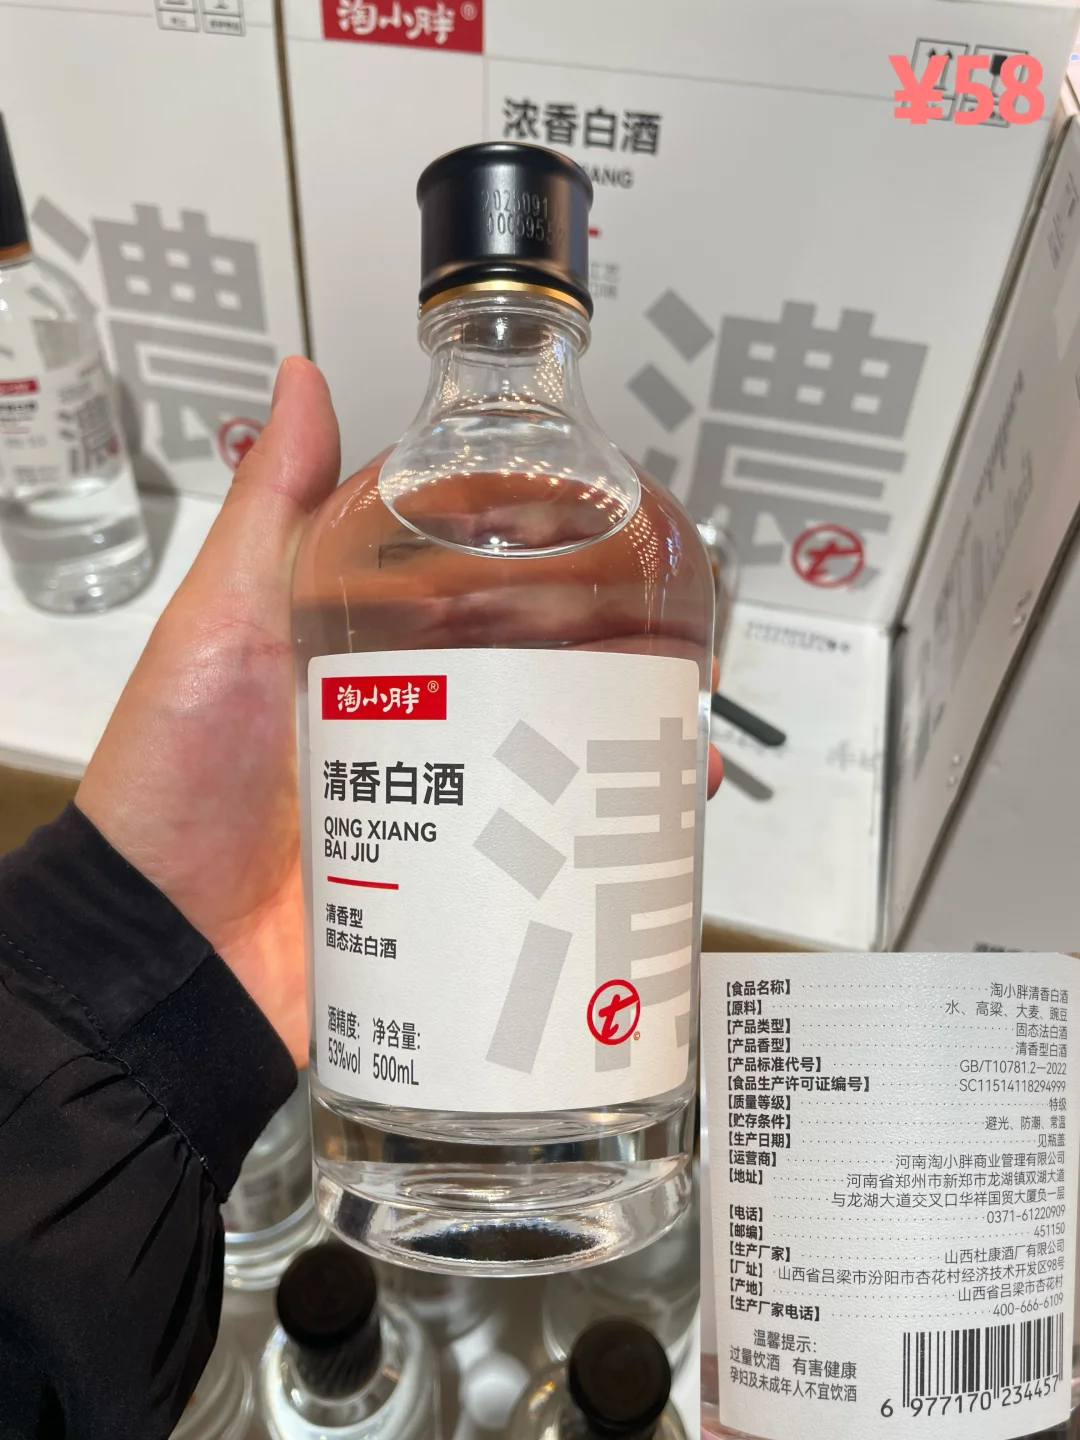 淘小胖®
¥58
浓香白酒
濃
濃
淘小胖®
清香白酒
QING XIANG
BAI JIU
清香型
固态法白酒
酒精度: 净含量:
53%vol 500mL
清
【食品名称】 淘小胖清香白酒
【原料】 水、高粱、大麦、豌豆
【产品类型】 固态法白酒
【产品香型】 清香型白酒
【产品标准代号】 GB/T10781.2—2022
【食品生产许可证编号】 SC11514118294999
【质量等级】 特级
【贮存条件】 避光、防潮、常温
【生产日期】 见瓶盖
【运营商】 河南淘小胖商业管理有限公司
【地址】 河南省郑州市新郑市龙湖镇双湖大道
与龙湖大道交叉口华祥国贸大厦负一层
【电话】 0371-61220909
【邮编】 451150
【生产厂家】 山西杜康酒厂有限公司
【厂址】 山西省吕梁市汾阳市杏花村经济技术开发区98号
【产地】 山西省吕梁市杏花村
【生产厂家电话】 400-666-6109
温馨提示:
过量饮酒 有害健康
孕妇及未成年人不宜饮酒
6 977170 234457